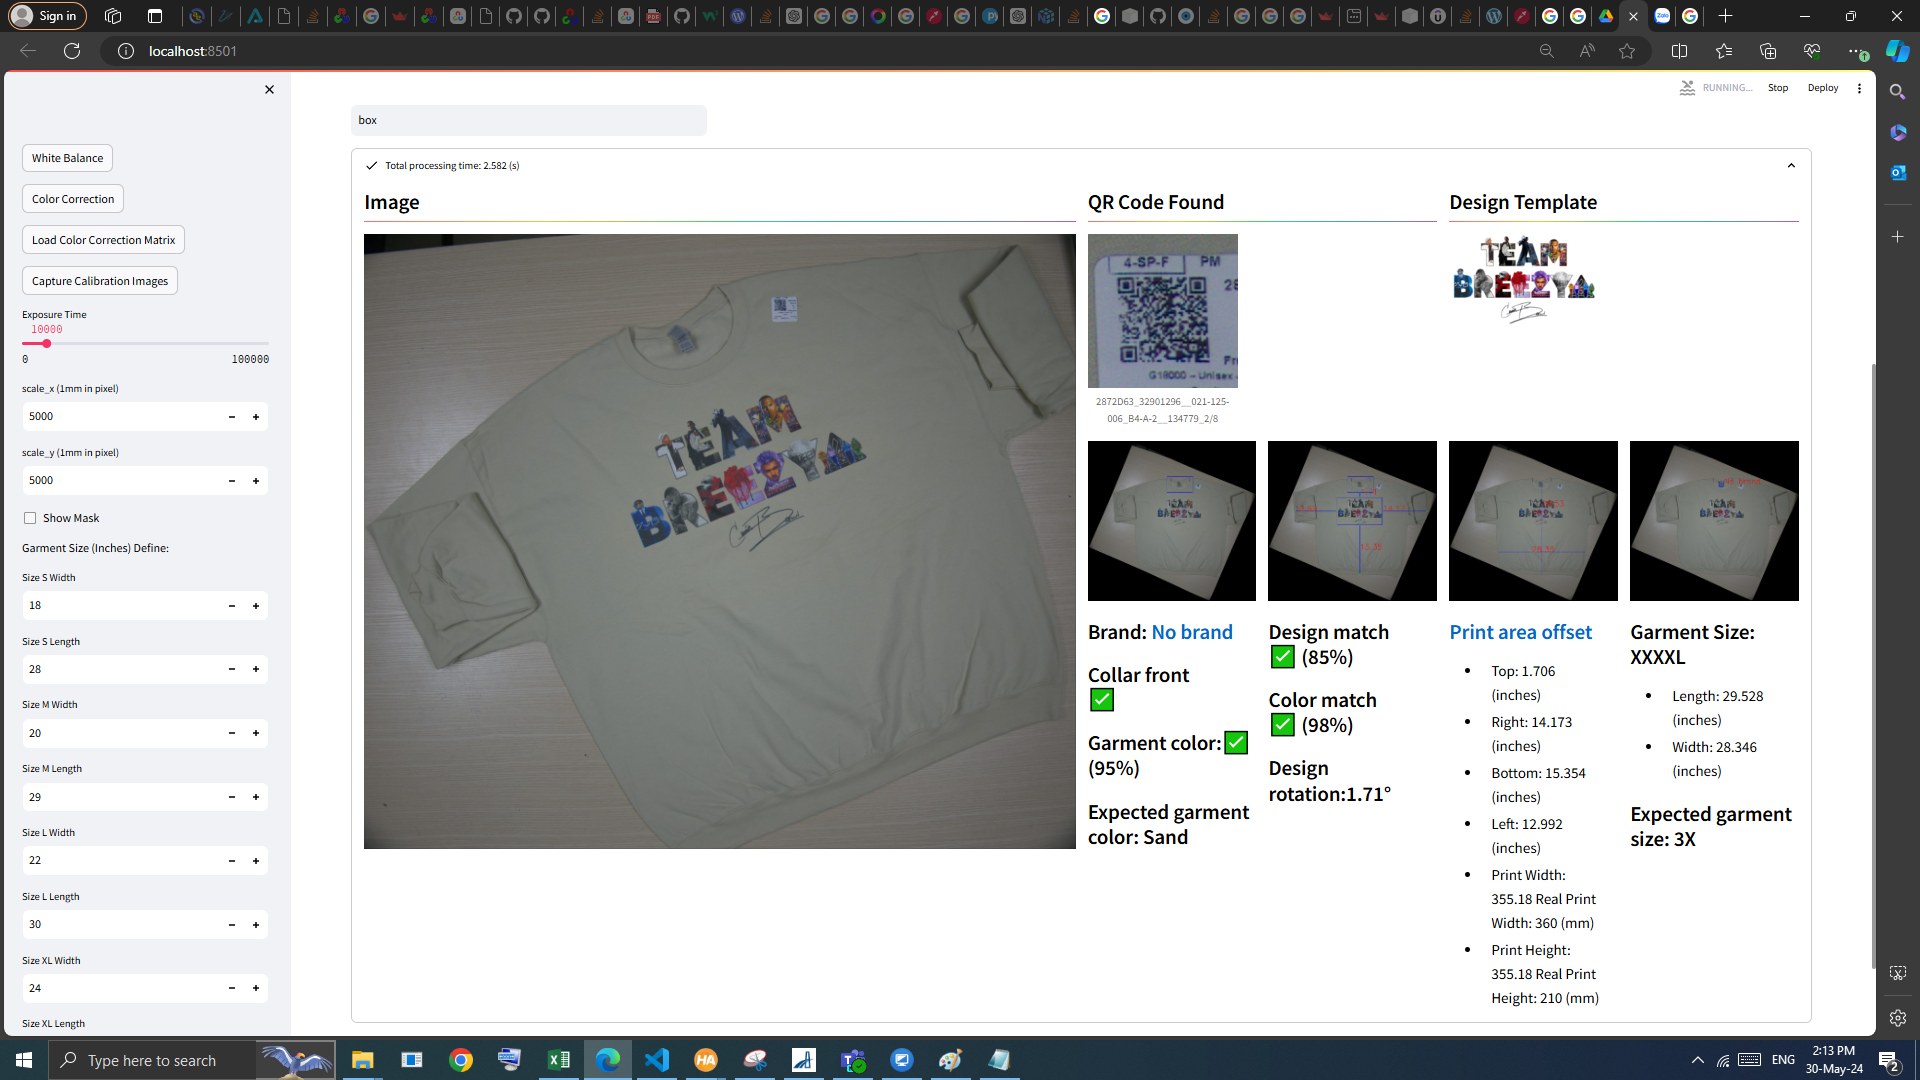 Sign in
localhost:8501
White Balance
Color Correction
Load Color Correction Matrix
Capture Calibration Images
Exposure Time
10000
0
100000
scale_x (1mm in pixel)
5000
scale_y (1mm in pixel)
5000
Show Mask
Garment Size (Inches) Define:
Size S Width
18
Size S Length
28
Size M Width
20
Size M Length
29
Size L Width
22
Size L Length
30
Size XL Width
24
Size XL Length
RUNNING...
Stop
Deploy
box
Total processing time: 2.582 (s)
Image
TEAM
BREEZY
QR Code Found
4-SP-F PM
G18000 – Unisex
2872D63_32901296__021-125-
006_B4-A-2__134779_2/8
Design Template
TEAM
BREEZY
Brand: No brand
Collar front
Garment color:
(95%)
Expected garment
color: Sand
Design match
(85%)
Color match
(98%)
Design
rotation:1.71°
Print area offset
Top: 1.706
(inches)
Right: 14.173
(inches)
Bottom: 15.354
(inches)
Left: 12.992
(inches)
Print Width:
355.18 Real Print
Width: 360 (mm)
Print Height:
355.18 Real Print
Height: 210 (mm)
Garment Size:
XXXXL
Length: 29.528
(inches)
Width: 28.346
(inches)
Expected garment
size: 3X
Type here to search
ENG
2:13 PM
30-May-24
2